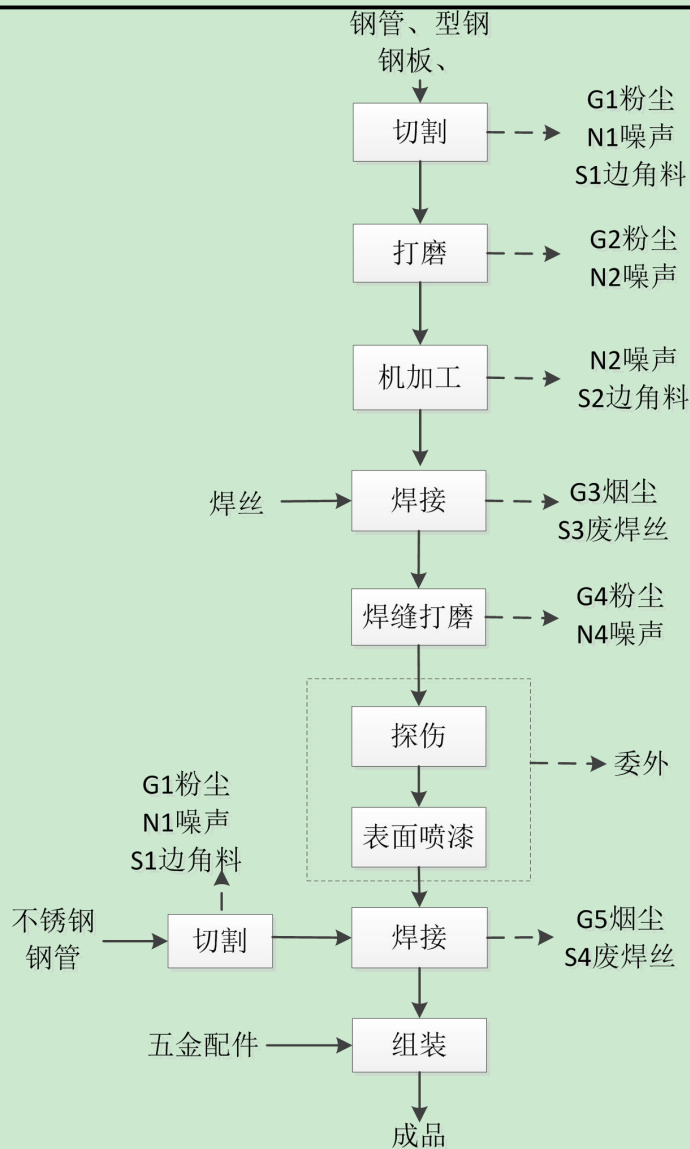 钢管、型钢
钢板、
切割
G1粉尘
N1噪声
S1边角料
打磨
G2粉尘
N2噪声
机加工
N2噪声
S2边角料
焊丝
焊接
G3烟尘
S3废焊丝
焊缝打磨
G4粉尘
N4噪声
探伤
委外
表面喷漆
G1粉尘
N1噪声
S1边角料
不锈钢
钢管
切割
焊接
G5烟尘
S4废焊丝
五金配件
组装
成品